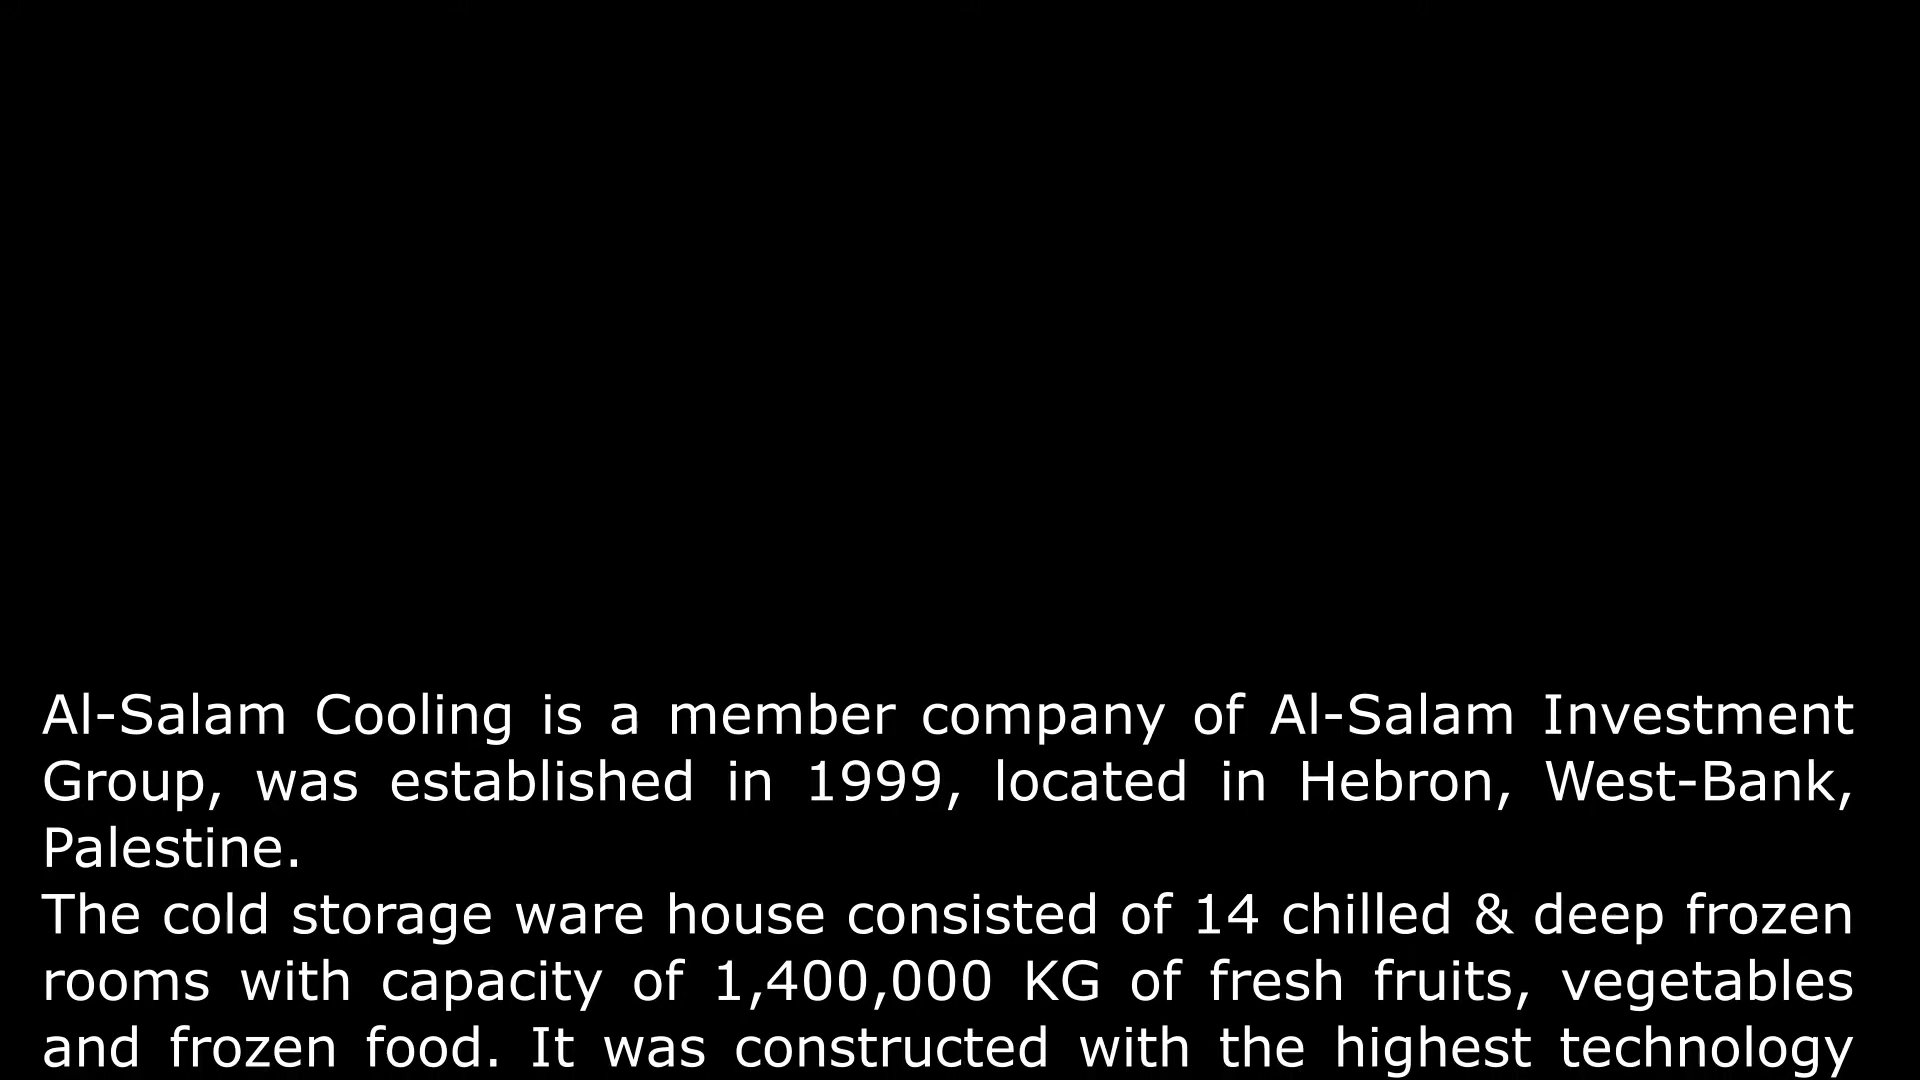 Al-Salam Cooling is a member company of Al-Salam Investment
Group, was established in 1999, located in Hebron, West-Bank,
Palestine.
The cold storage ware house consisted of 14 chilled & deep frozen
rooms with capacity of 1,400,000 KG of fresh fruits, vegetables
and frozen food. It was constructed with the highest technology